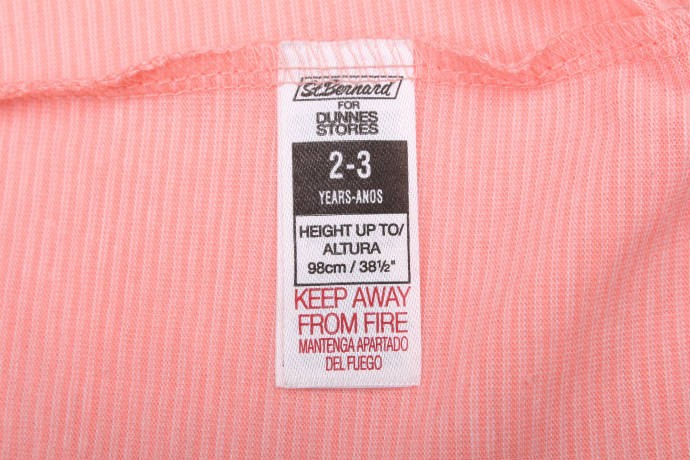 St. Bernard
FOR
DUNNES
STORES
2-3
YEARS-ANOS
HEIGHT UP TO/
ALTURA
98cm / 38½"
KEEP AWAY
FROM FIRE
MANTENGA APARTADO
DEL FUEGO